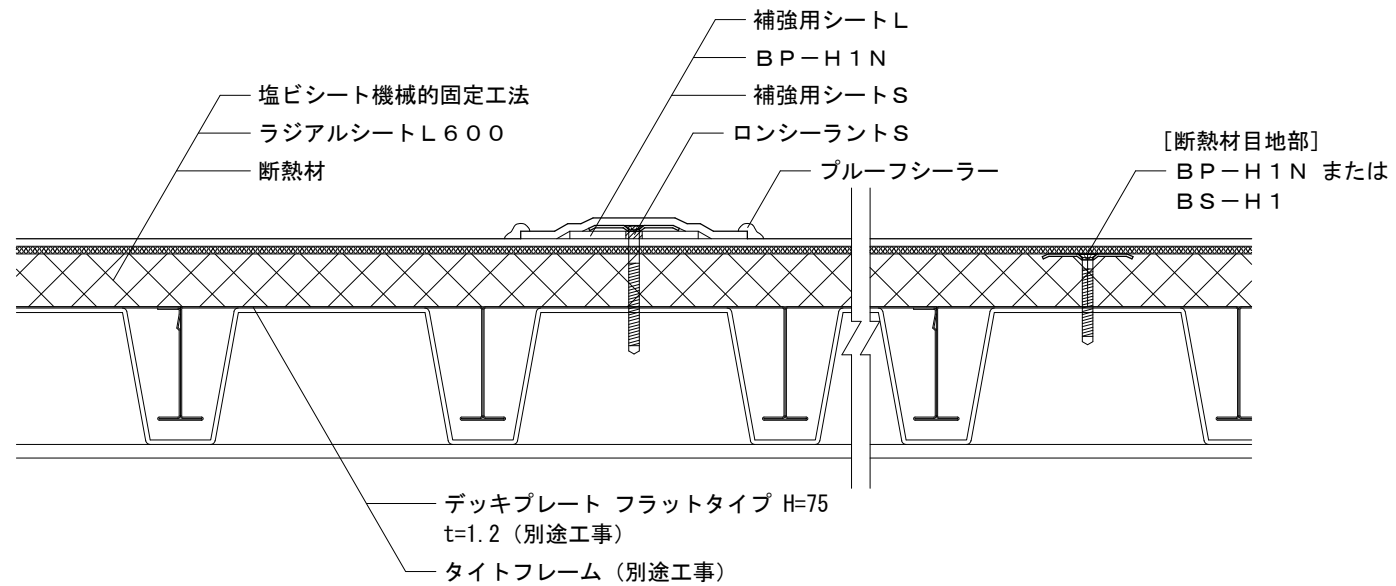 補強用シートL
BP-H1N
補強用シートS
ロンシーラントS
プルーフシーラー
塩ビシート機械的固定工法
ラジアルシートL600
断熱材
[断熱材目地部]
BP-H1N または
BS-H1
デッキプレート フラットタイプ H=75
t=1.2(別途工事)
タイトフレーム(別途工事)